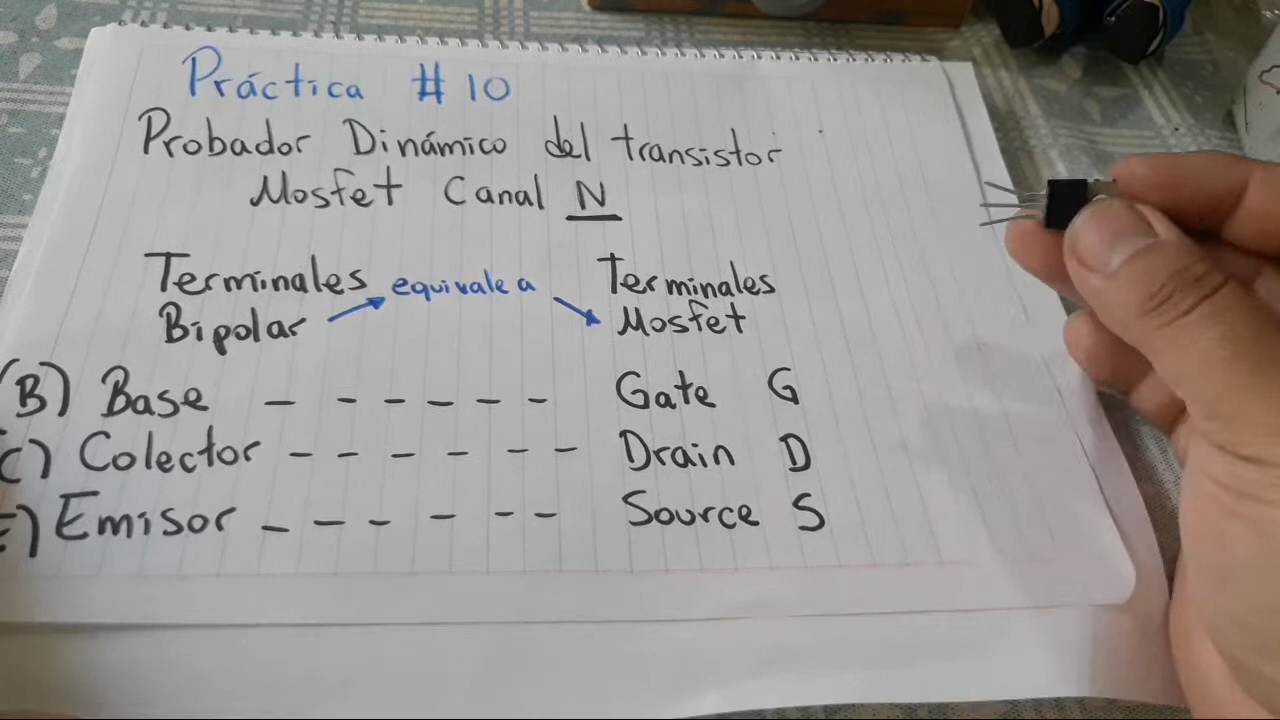 Práctica # 10
Probador Dinámico del transistor
Mosfet Canal N
Terminales equivale a Terminales
Bipolar Mosfet
(B) Base - - - - - - Gate G
C) Colector - - - - - - Drain D
E) Emisor - - - - - - Source S